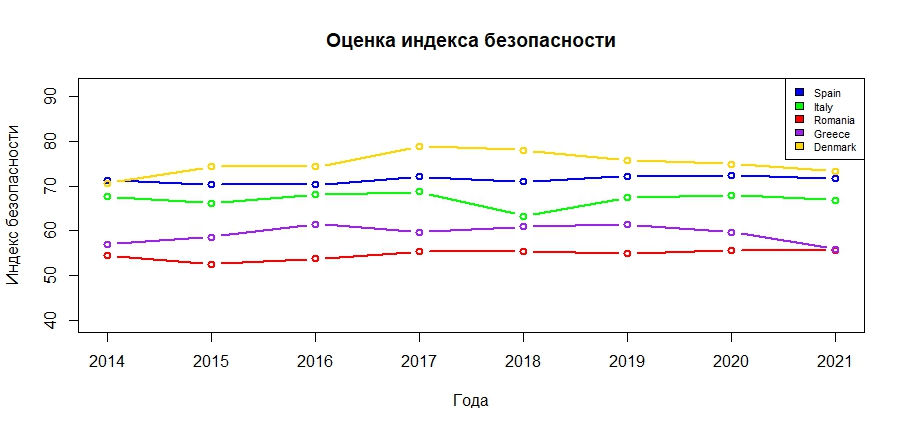 Оценка индекса безопасности
Индекс безопасности
90
80
70
60
50
40
Spain
Italy
Romania
Greece
Denmark
2014 2015 2016 2017 2018 2019 2020 2021
Года